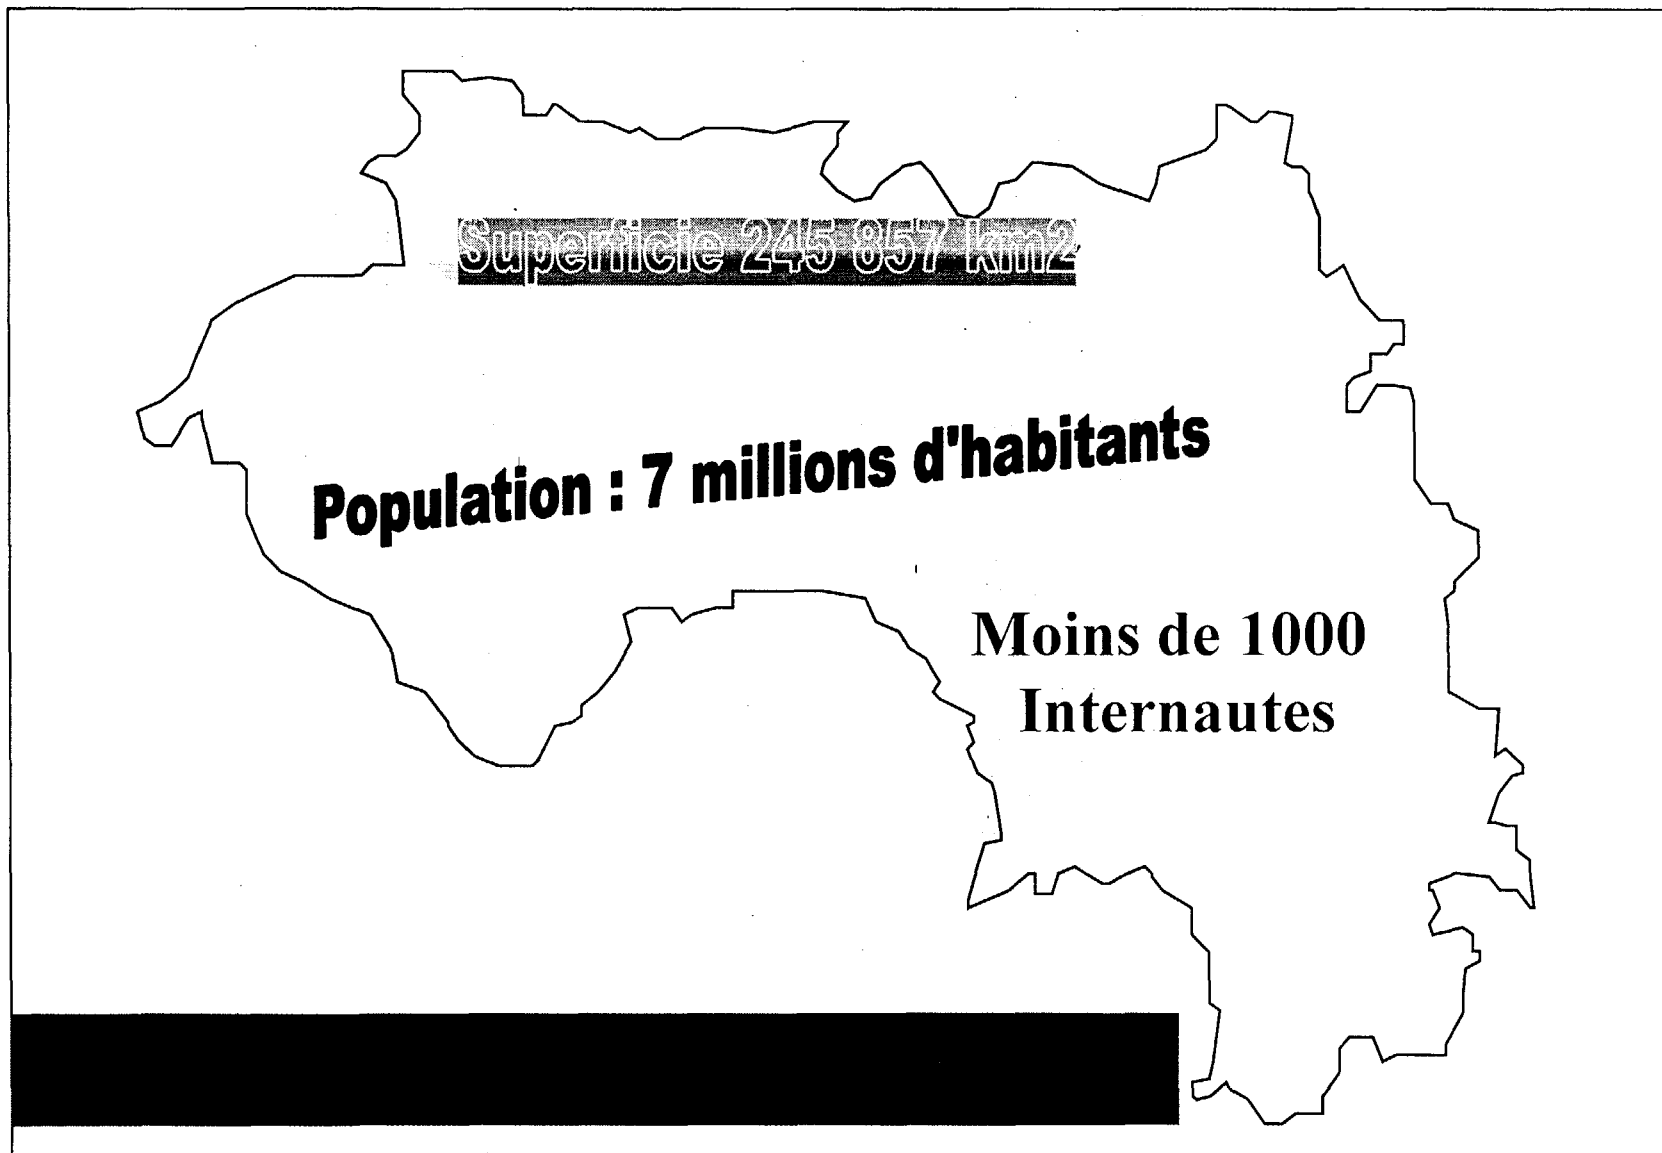 Superficie 245 857 km2
Population : 7 millions d'habitants
Moins de 1000
Internautes